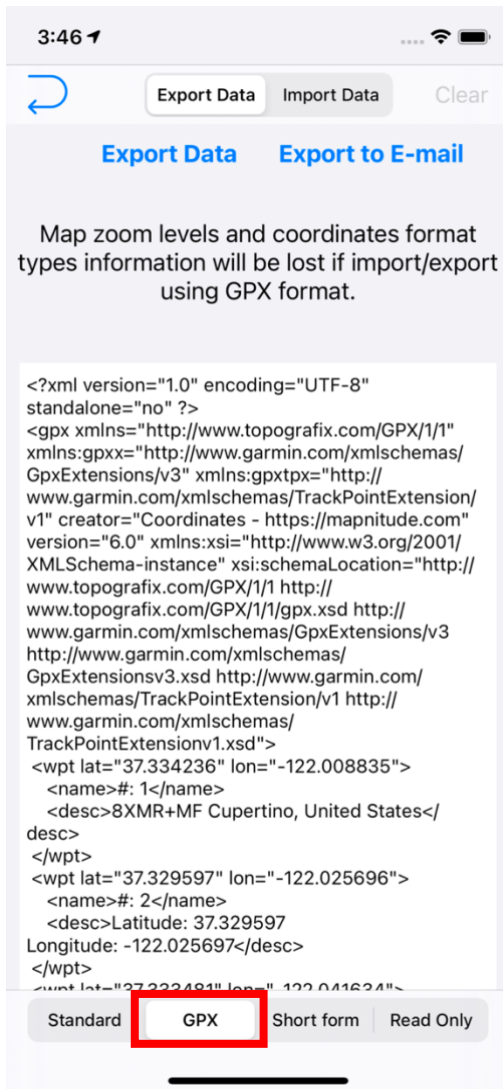 3:46
Export Data Import Data Clear
Export Data Export to E-mail
Map zoom levels and coordinates format
types information will be lost if import/export
using GPX format.
<?xml version="1.0" encoding="UTF-8"
standalone="no" ?>
<gpx xmlns="http://www.topografix.com/GPX/1/1"
xmlns:gpxx="http://www.garmin.com/xmlschemas/
GpxExtensions/v3" xmlns:gpxtpx="http://
www.garmin.com/xmlschemas/TrackPointExtension/
v1" creator="Coordinates - https://mapnitude.com"
version="6.0" xmlns:xsi="http://www.w3.org/2001/
XMLSchema-instance" xsi:schemaLocation="http://
www.topografix.com/GPX/1/1 http://
www.topografix.com/GPX/1/1/gpx.xsd http://
www.garmin.com/xmlschemas/GpxExtensions/v3
http://www.garmin.com/xmlschemas/
GpxExtensionsv3.xsd http://www.garmin.com/
xmlschemas/TrackPointExtension/v1 http://
www.garmin.com/xmlschemas/
TrackPointExtensionv1.xsd">
<wpt lat="37.334236" lon="-122.008835">
<name>#: 1</name>
<desc>8XMR+MF Cupertino, United States</
desc>
</wpt>
<wpt lat="37.329597" lon="-122.025696">
<name>#: 2</name>
<desc>Latitude: 37.329597
Longitude: -122.025697</desc>
</wpt>
<wpt lat="37.333481" lon="-122.041634">
Standard GPX Short form Read Only